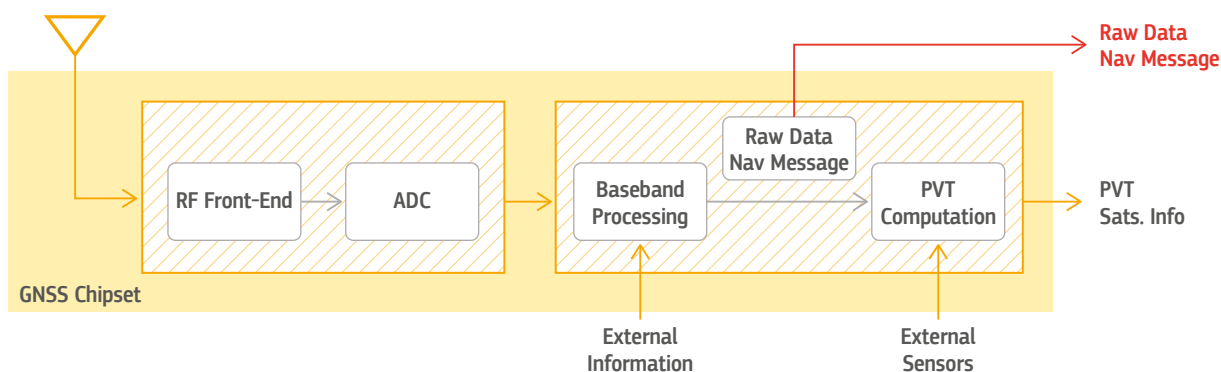 Raw Data
Nav Message
Raw Data
Nav Message
RF Front-End
ADC
Baseband
Processing
PVT
Computation
PVT
Sats. Info
GNSS Chipset
External
Information
External
Sensors